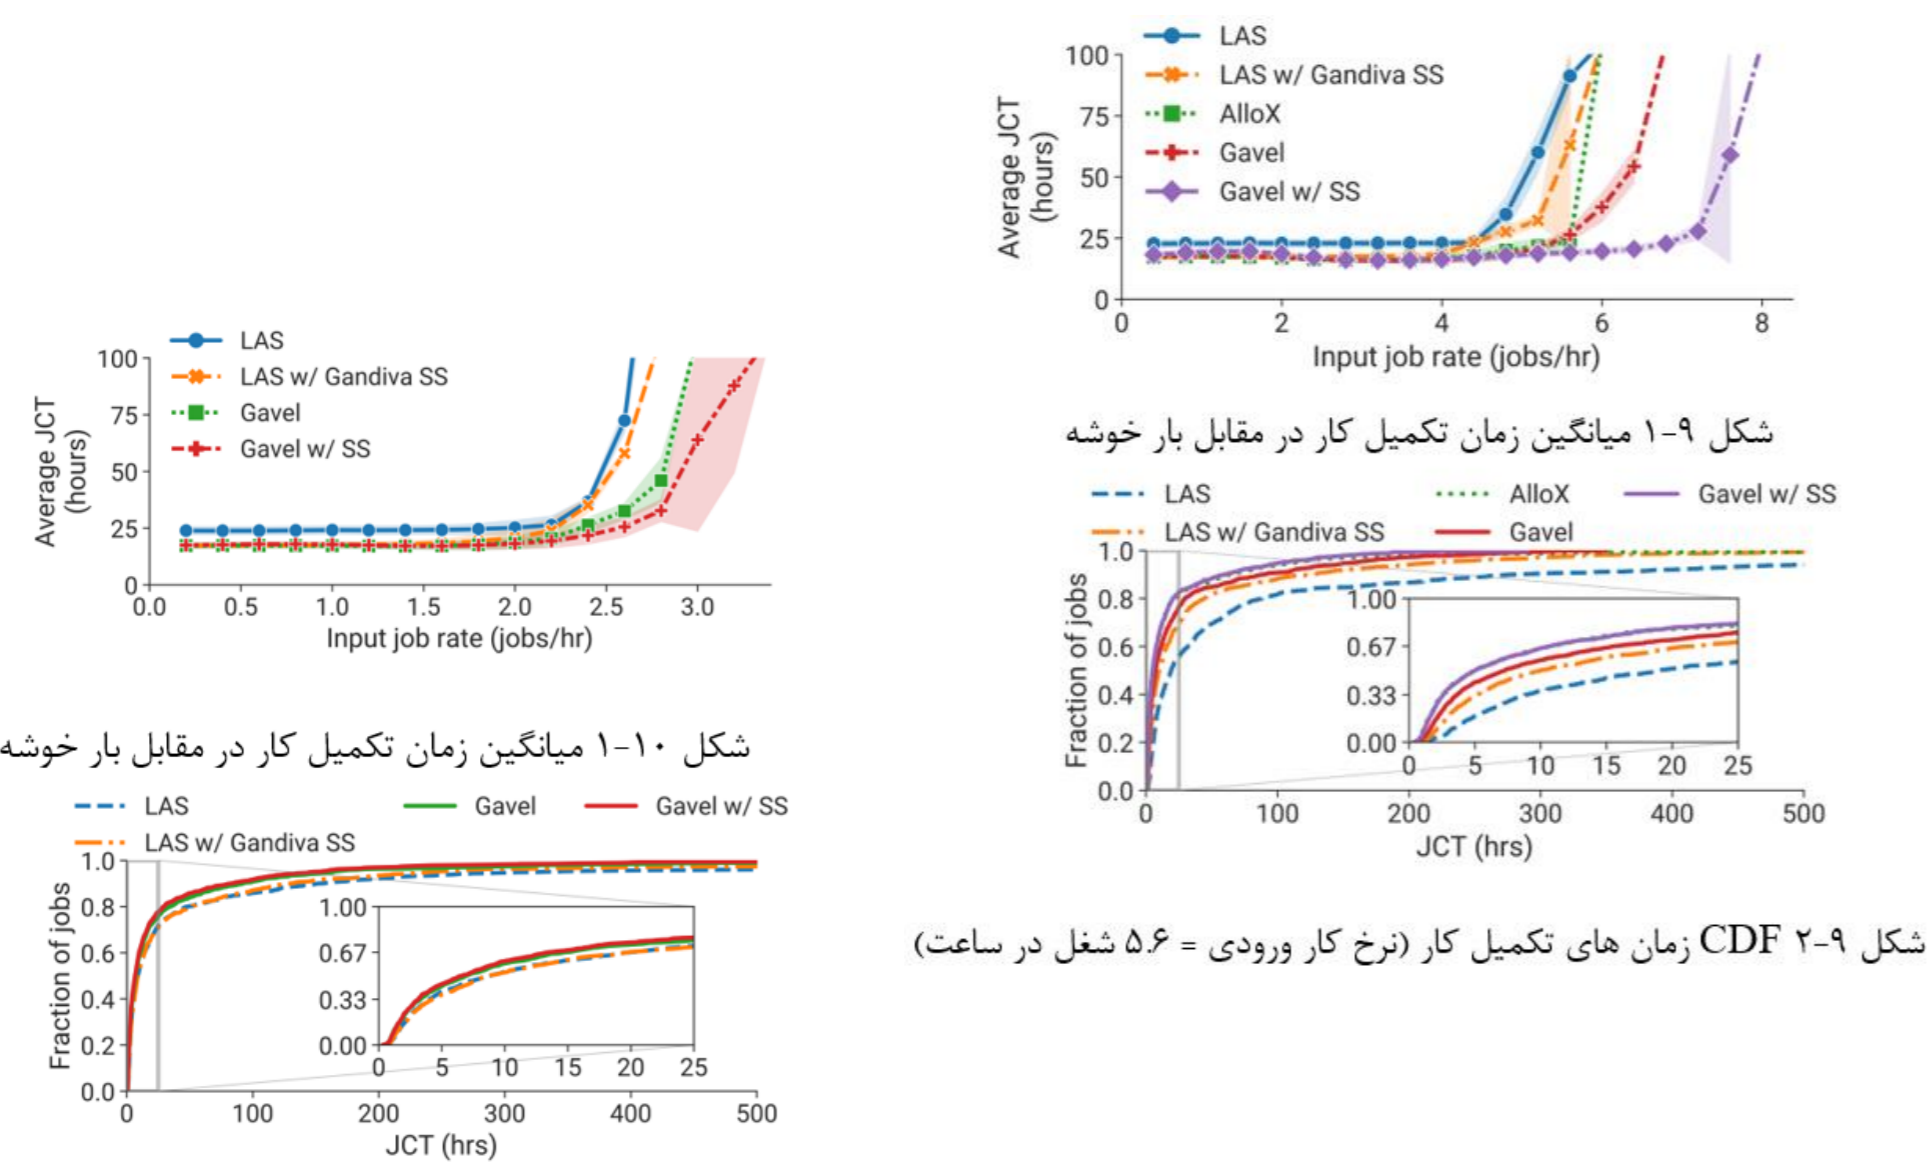 LAS
LAS w/ Gandiva SS
AlloX
Gavel
Gavel w/ SS
Average JCT
(hours)
100
75
50
25
0
0 2 4 6 8
Input job rate (jobs/hr)
شکل ۹-۱ میانگین زمان تکمیل کار در مقابل بار خوشه
LAS AlloX Gavel w/ SS
LAS w/ Gandiva SS Gavel
Fraction of jobs
1.0
0.8
0.6
0.4
0.2
0.0
1.00
0.67
0.33
0.00
0 5 10 15 20 25
0 100 200 300 400 500
JCT (hrs)
شکل ۹-۲ CDF زمان های تکمیل کار (نرخ کار ورودی = ۵.۶ شغل در ساعت)
LAS
LAS w/ Gandiva SS
Gavel
Gavel w/ SS
Average JCT
(hours)
100
75
50
25
0
0.0 0.5 1.0 1.5 2.0 2.5 3.0
Input job rate (jobs/hr)
شکل ۱۰-۱ میانگین زمان تکمیل کار در مقابل بار خوشه
LAS Gavel Gavel w/ SS
LAS w/ Gandiva SS
Fraction of jobs
1.0
0.8
0.6
0.4
0.2
0.0
1.00
0.67
0.33
0.00
0 5 10 15 20 25
0 100 200 300 400 500
JCT (hrs)